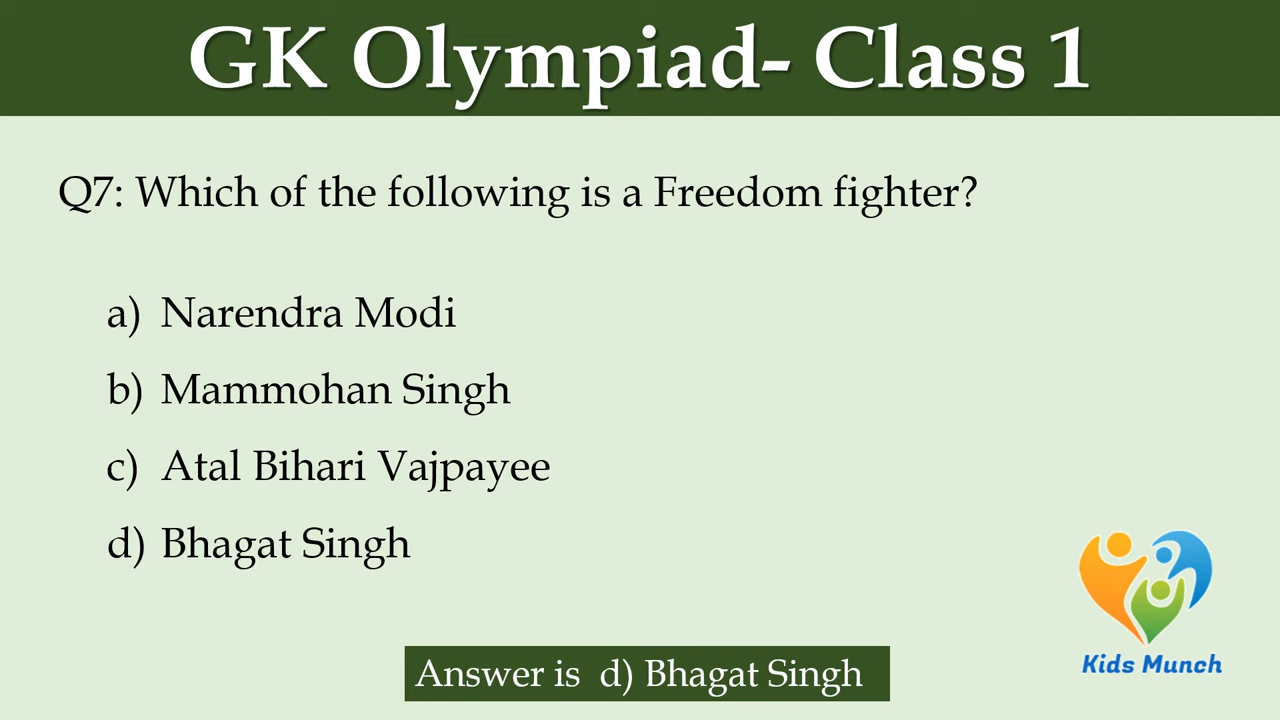 GK Olympiad- Class 1
Q7: Which of the following is a Freedom fighter?
a) Narendra Modi
b) Mammohan Singh
c) Atal Bihari Vajpayee
d) Bhagat Singh
Kids Munch
Answer is d) Bhagat Singh